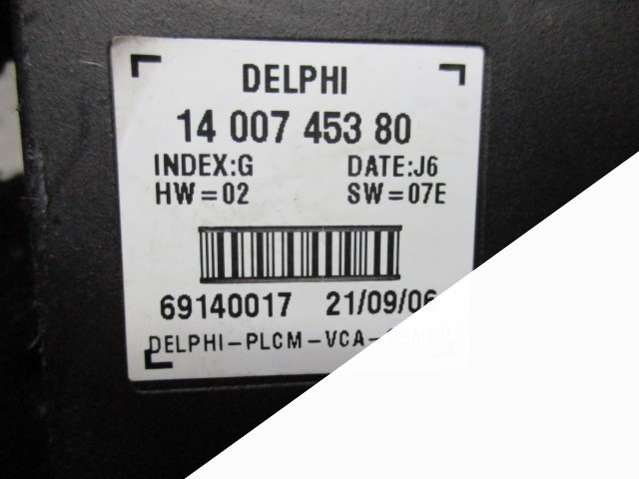 DELPHI
14 007 453 80
INDEX:G DATE:J6
HW=02 SW=07E
69140017 21/09/06
DELPHI-PLCM-VCA-